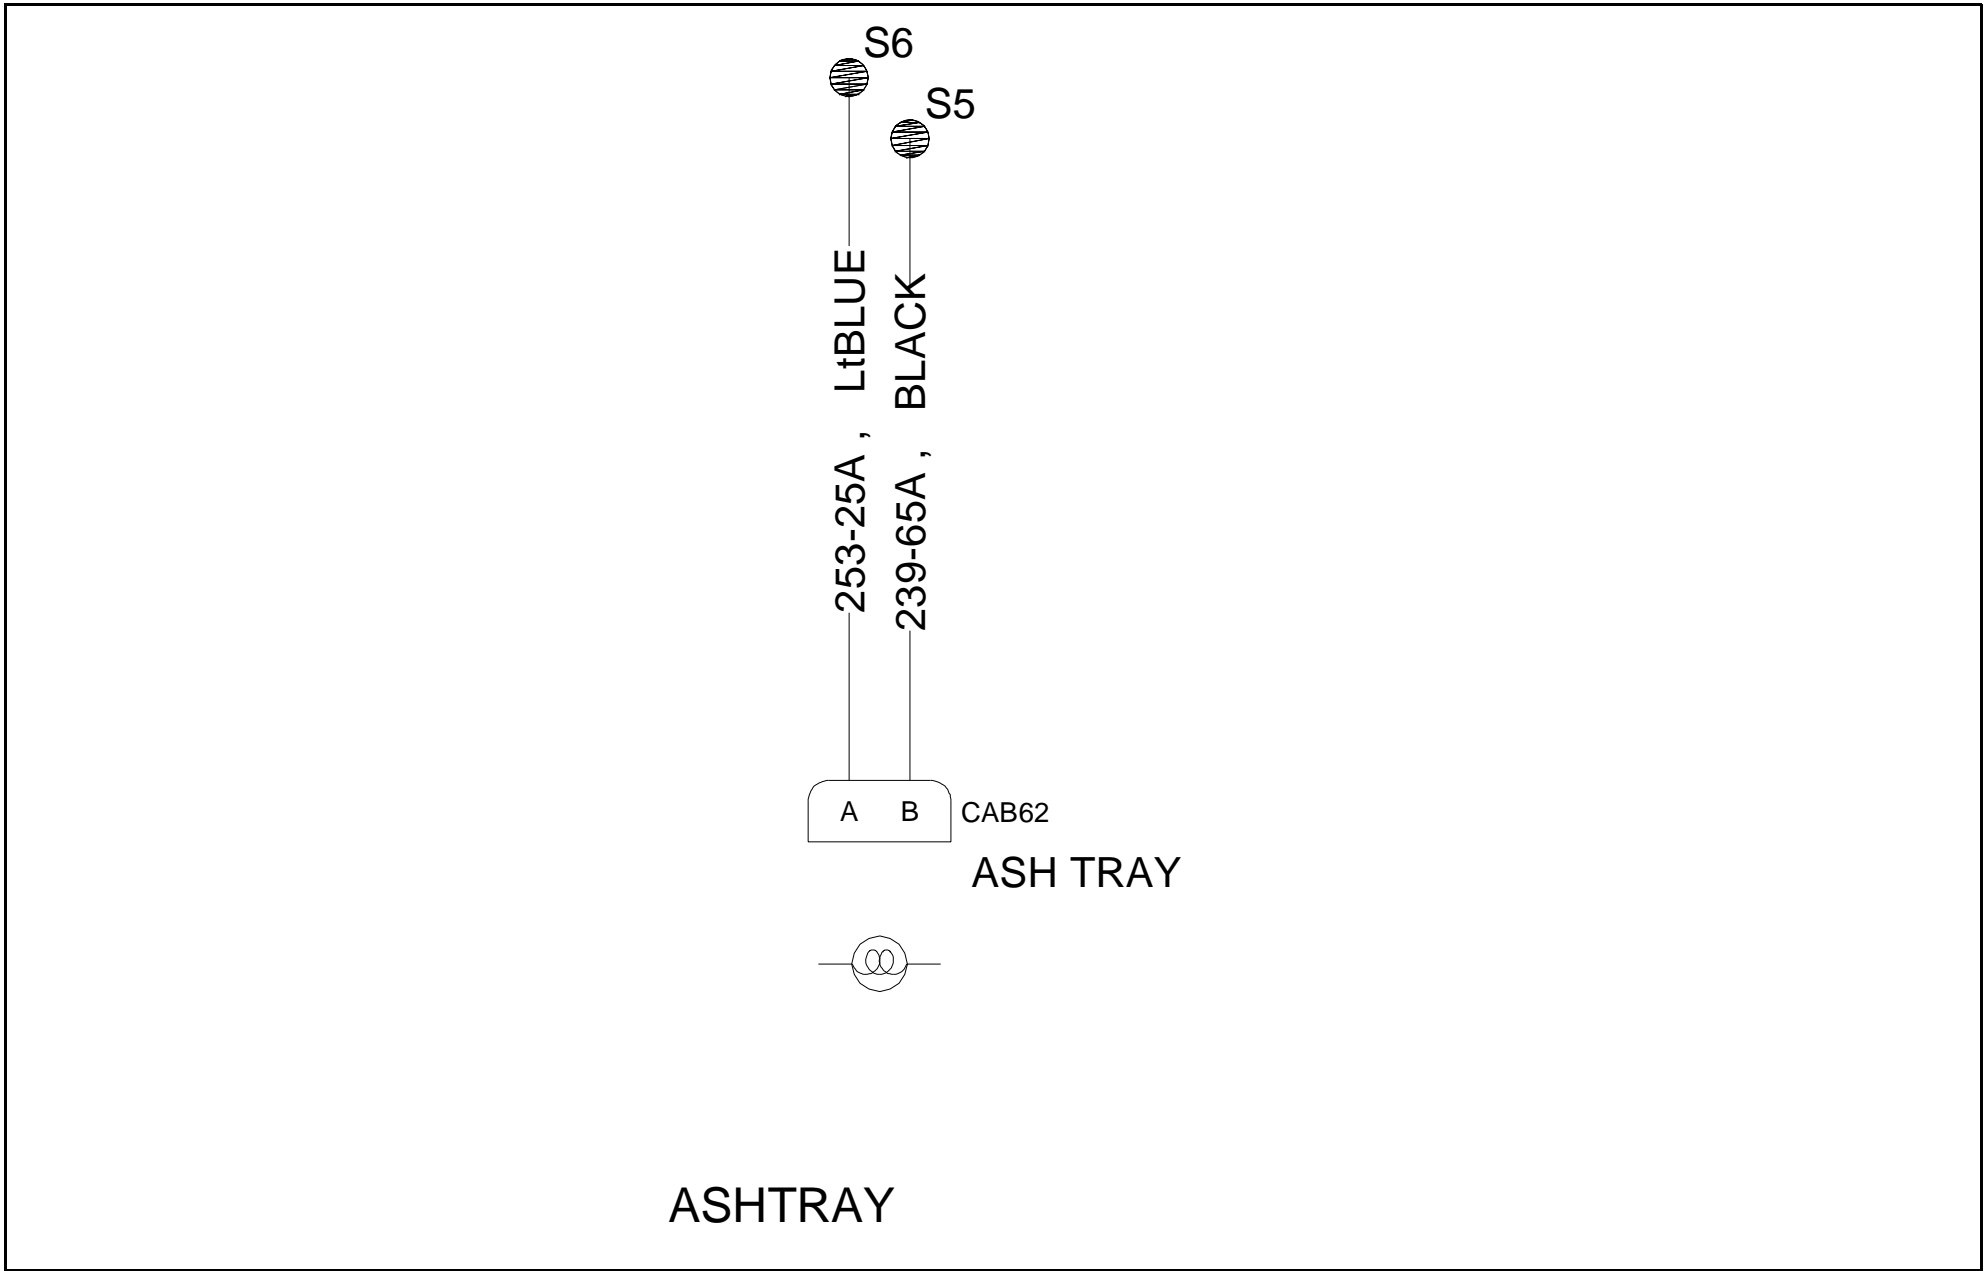 S6
S5
253-25A , LtBLUE
239-65A , BLACK
A B CAB62
ASH TRAY
ASHTRAY